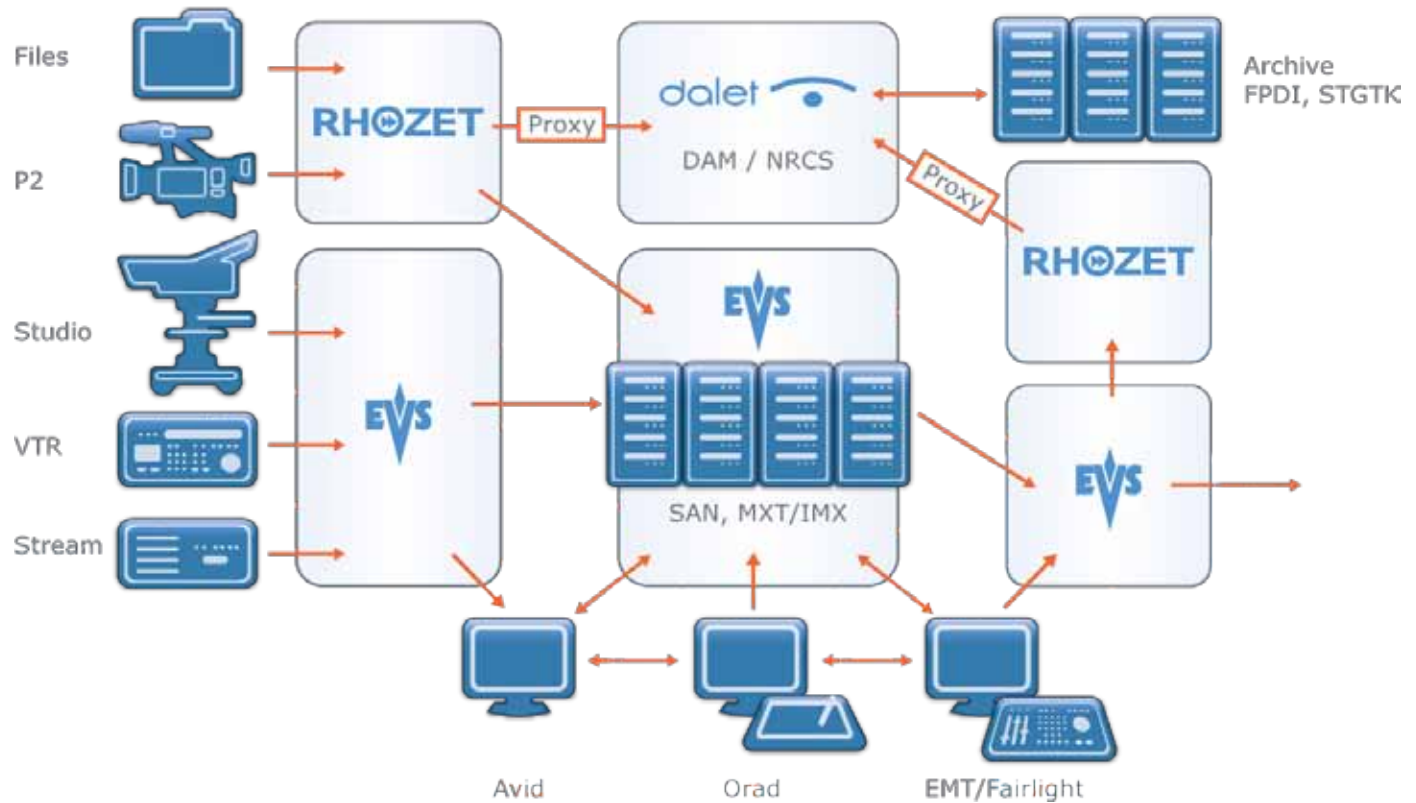 Files
P2
Studio
VTR
Stream
RHOZET
Proxy
dalet
DAM / NRCS
Archive
FPDI, STGTK
Proxy
RHOZET
EVS
EVS
SAN, MXT/IMX
EVS
Avid
Orad
EMT/Fairlight